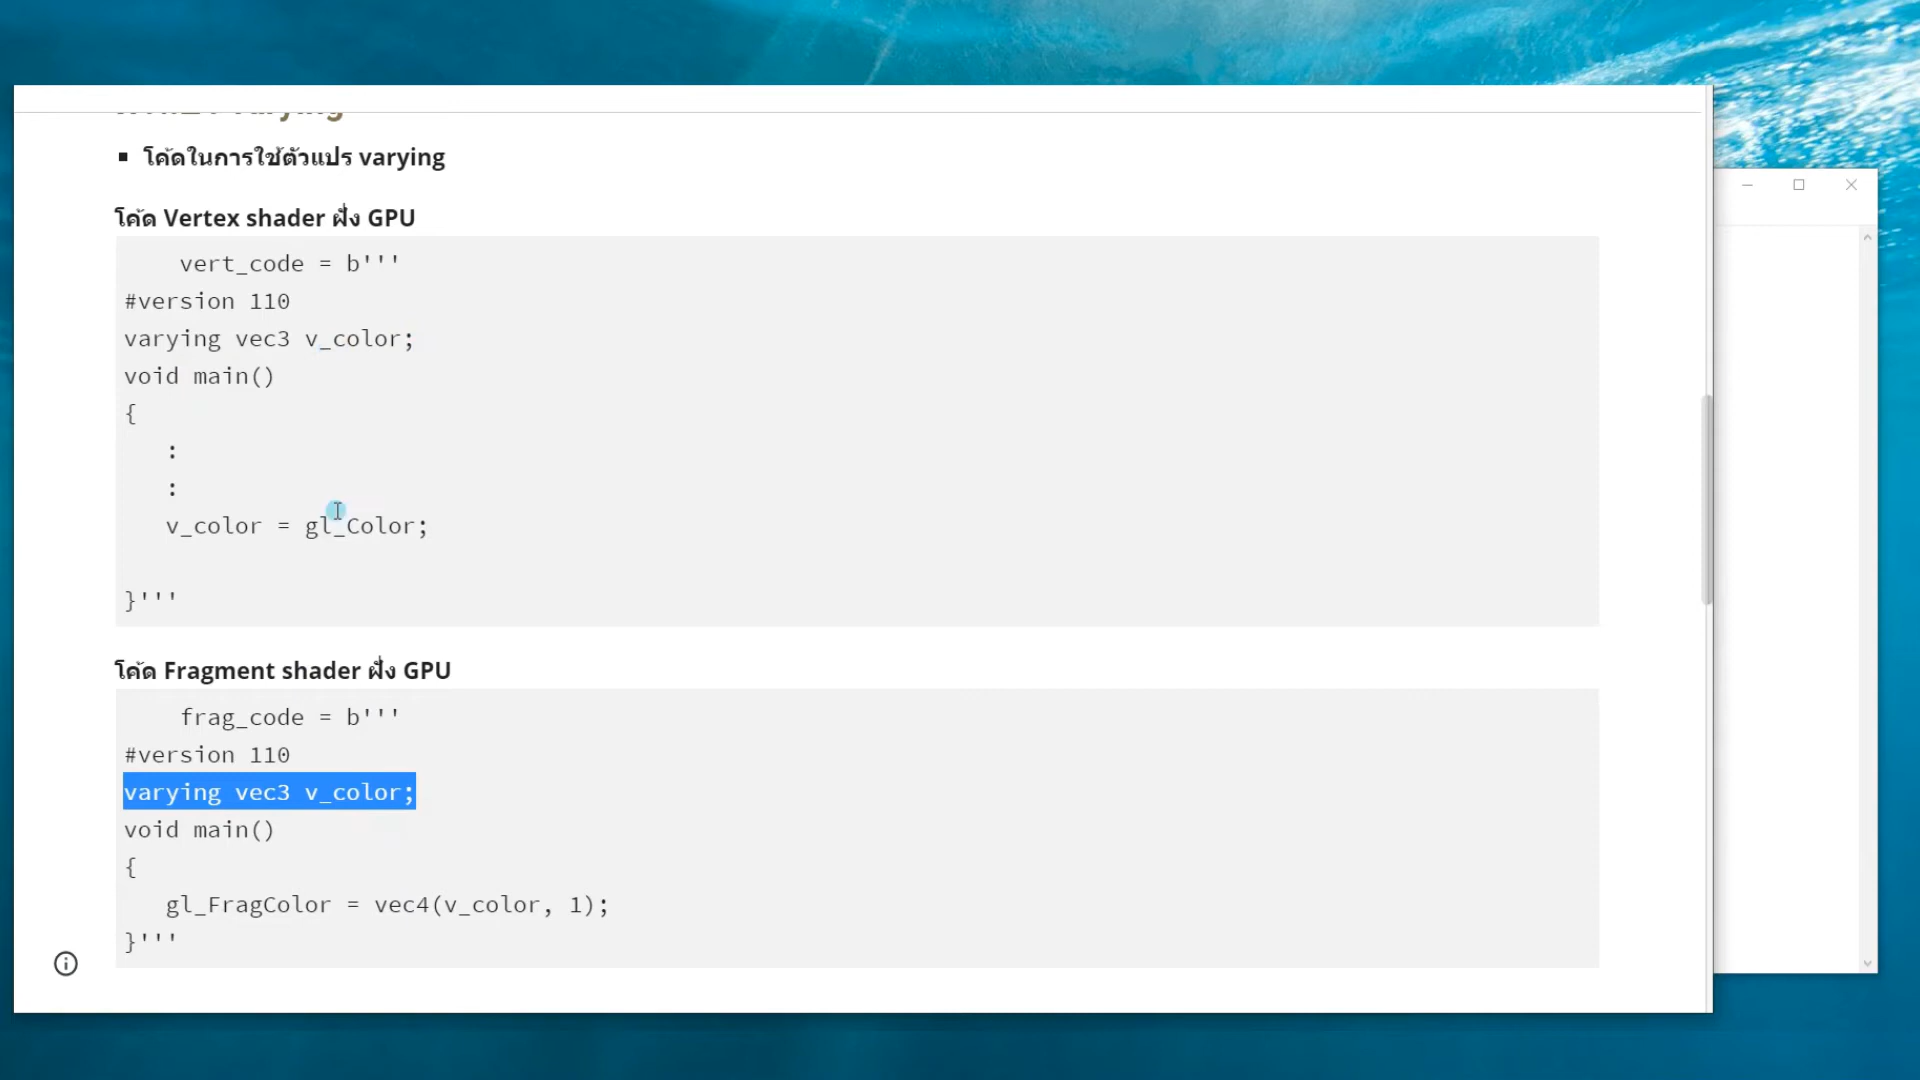 varying
▪ โค้ดในการใช้ตัวแปร varying
โค้ด Vertex shader ฝั่ง GPU
vert_code = b'''
#version 110
varying vec3 v_color;
void main()
{
:
:
v_color = gl_Color;
}'''
โค้ด Fragment shader ฝั่ง GPU
frag_code = b'''
#version 110
varying vec3 v_color;
void main()
{
gl_FragColor = vec4(v_color, 1);
}'''